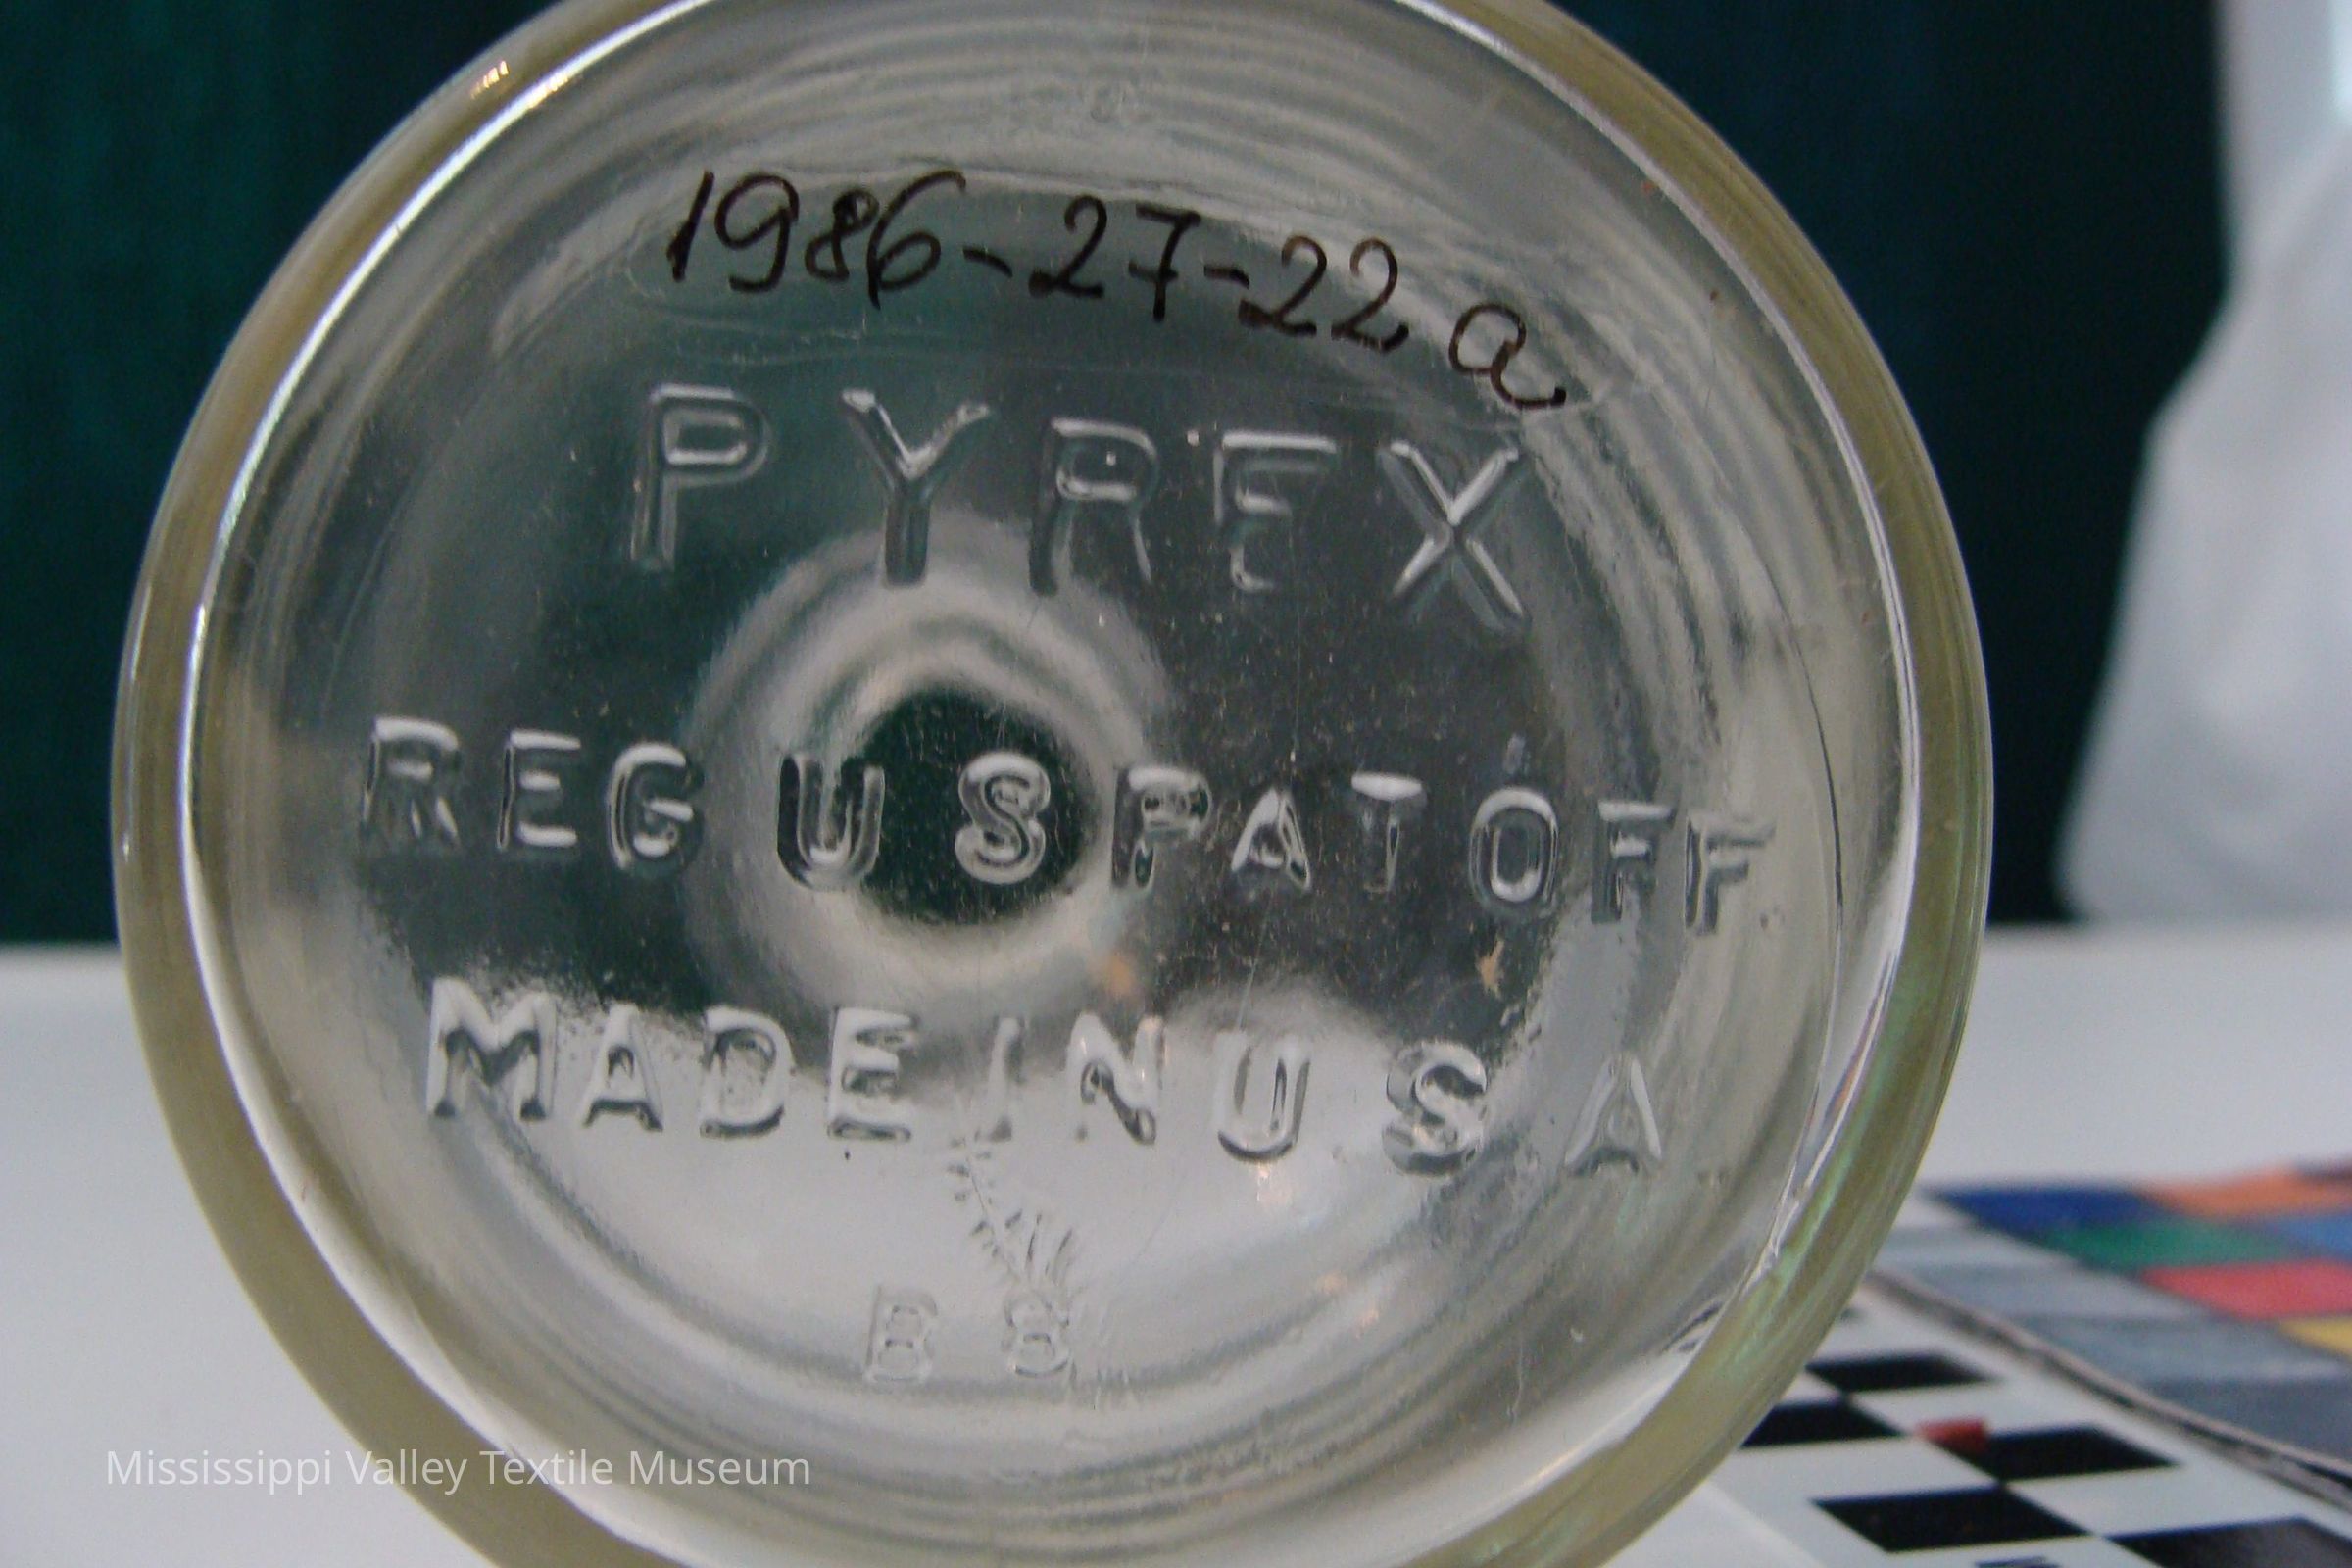 1986-27-22a
PYREX
REG U S PAT OFF
MADE IN U S A
B 8
Mississippi Valley Textile Museum